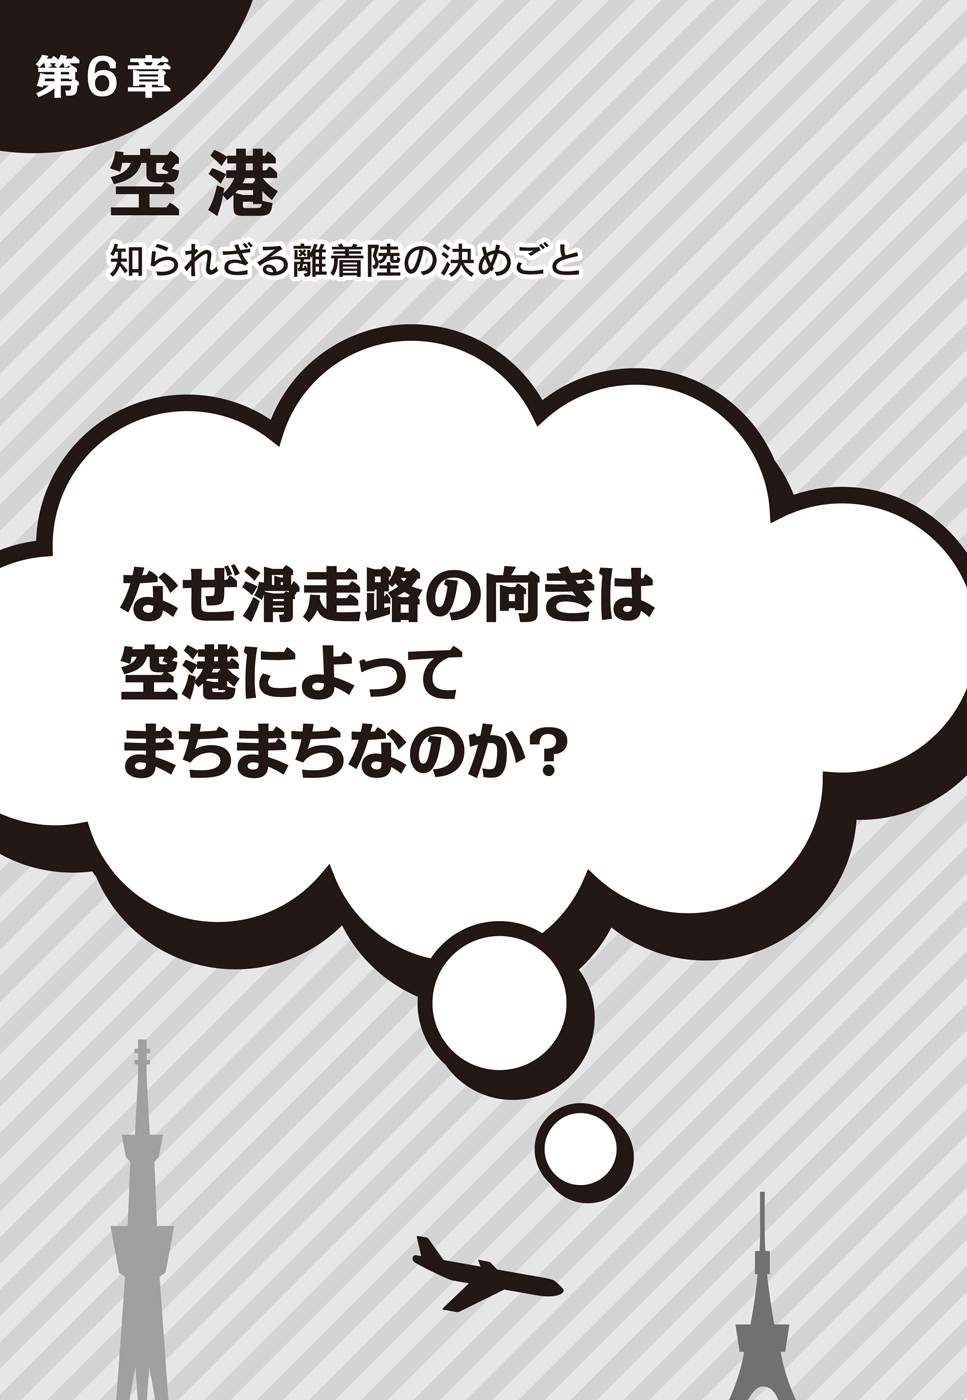 第6章
空港
知られざる離着陸の決めごと
なぜ滑走路の向きは
空港によって
まちまちなのか?